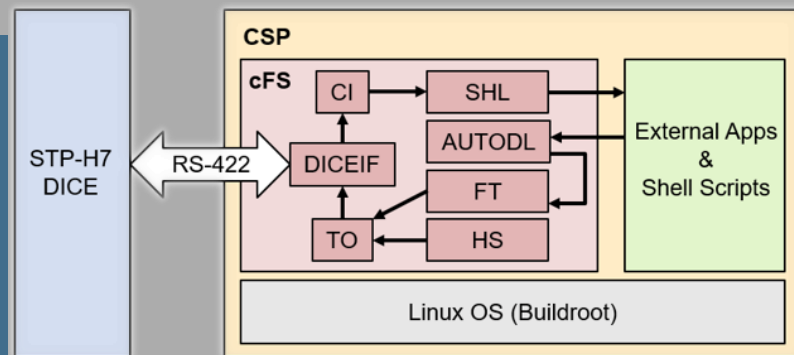 CSP
cFS
STP-H7
DICE
RS-422
CI
SHL
DICEIF
AUTODL
FT
TO
HS
External Apps
&
Shell Scripts
Linux OS (Buildroot)